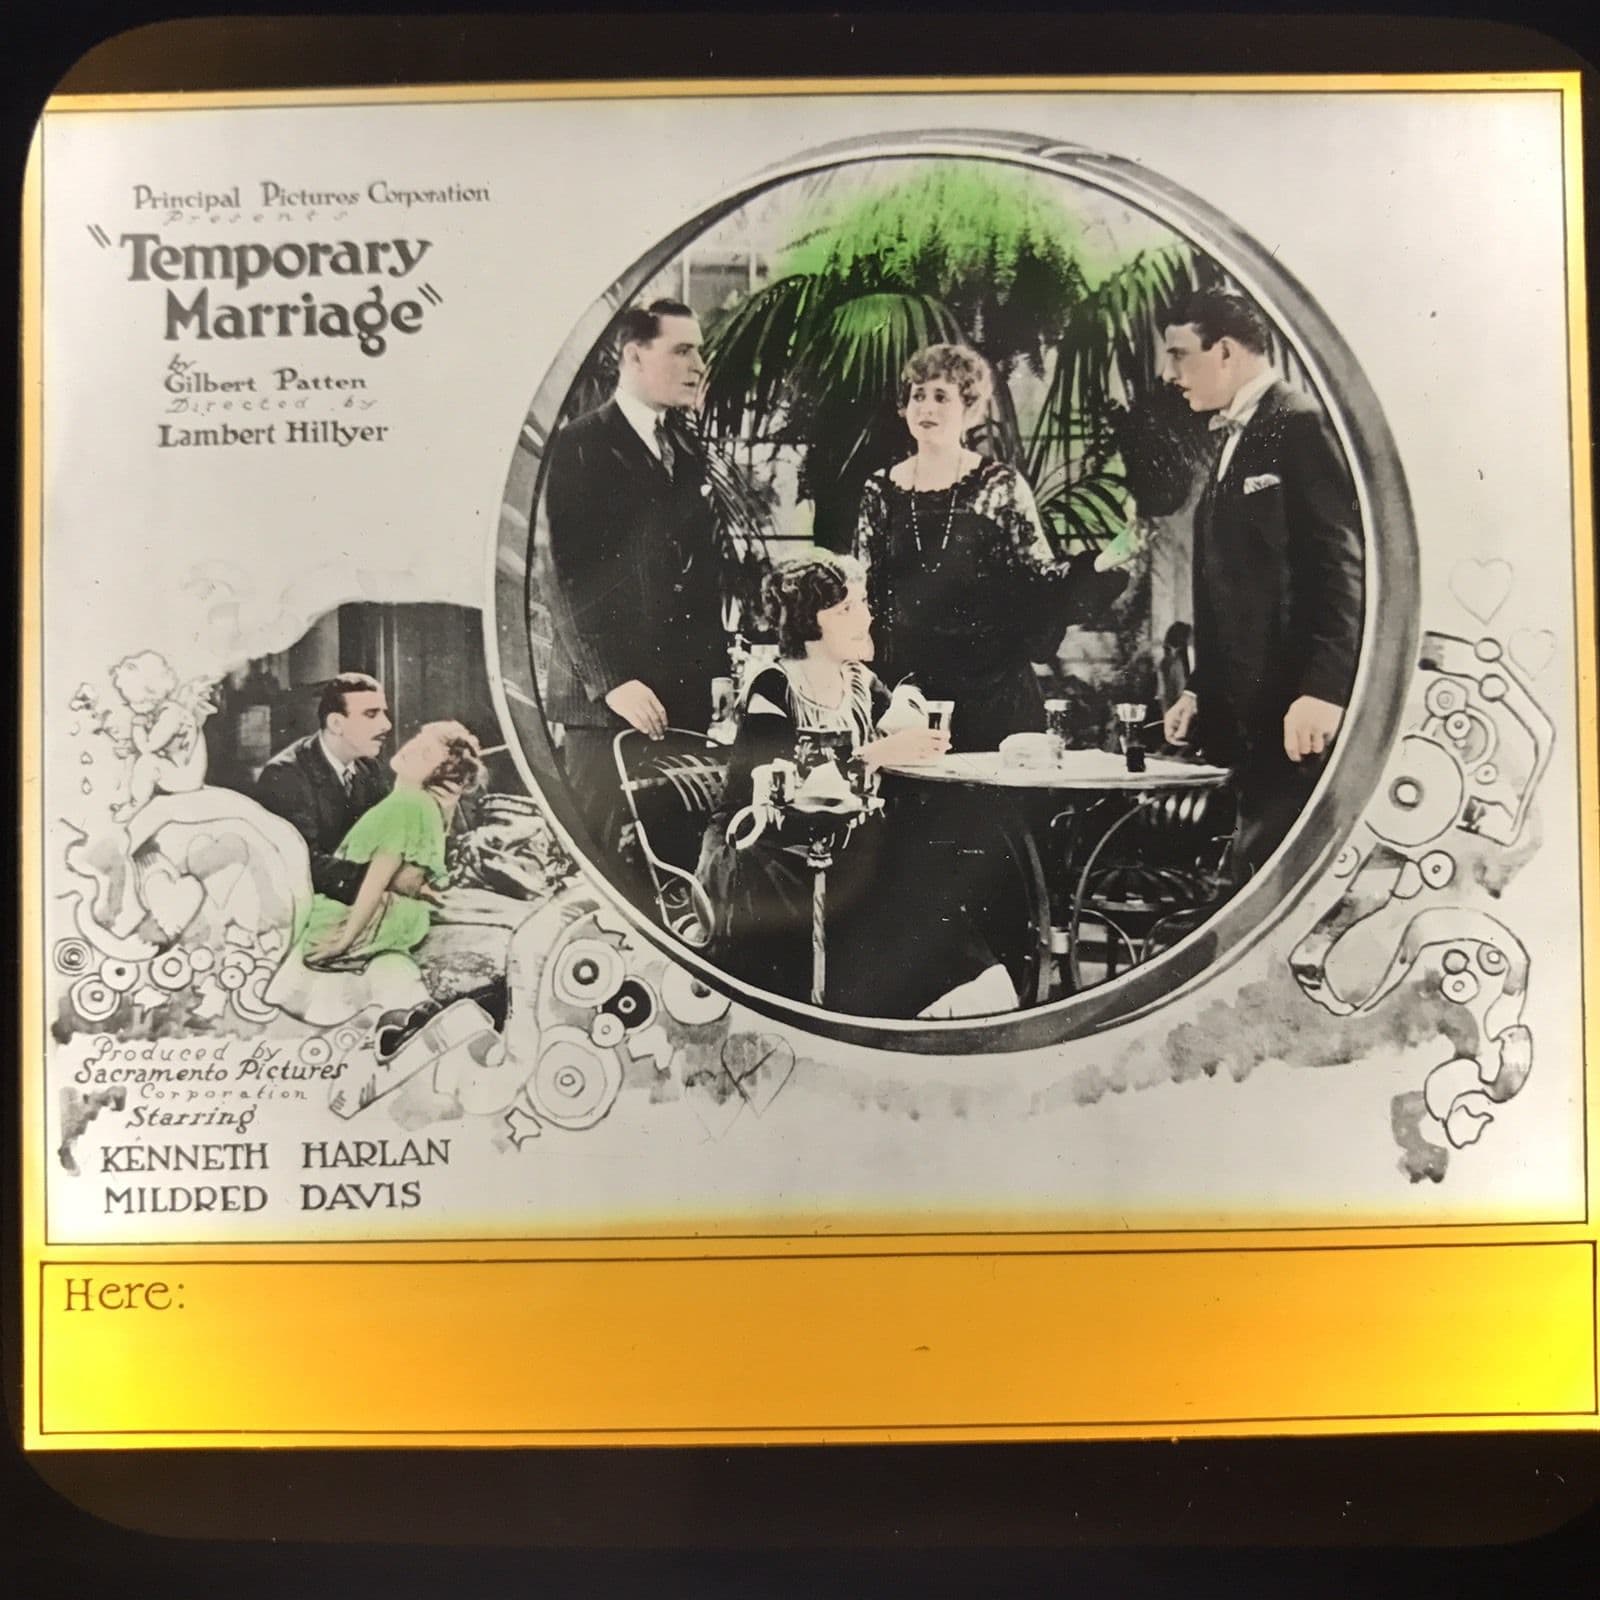 Principal Pictures Corporation
Presents
"Temporary
Marriage"
by
Gilbert Patten
Directed by
Lambert Hillyer
Produced by
Sacramento Pictures
Corporation
Starring
KENNETH HARLAN
MILDRED DAVIS
Here: